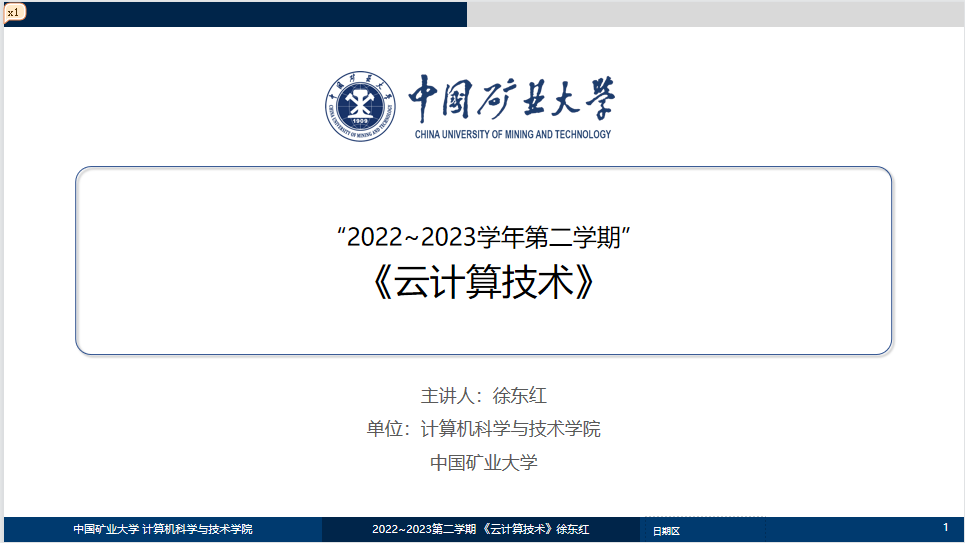 x1
中国矿业大学
CHINA UNIVERSITY OF MINING AND TECHNOLOGY
1909
“2022~2023学年第二学期”
《云计算技术》
主讲人：徐东红
单位：计算机科学与技术学院
中国矿业大学
中国矿业大学 计算机科学与技术学院
2022~2023第二学期 《云计算技术》徐东红
日期区
1